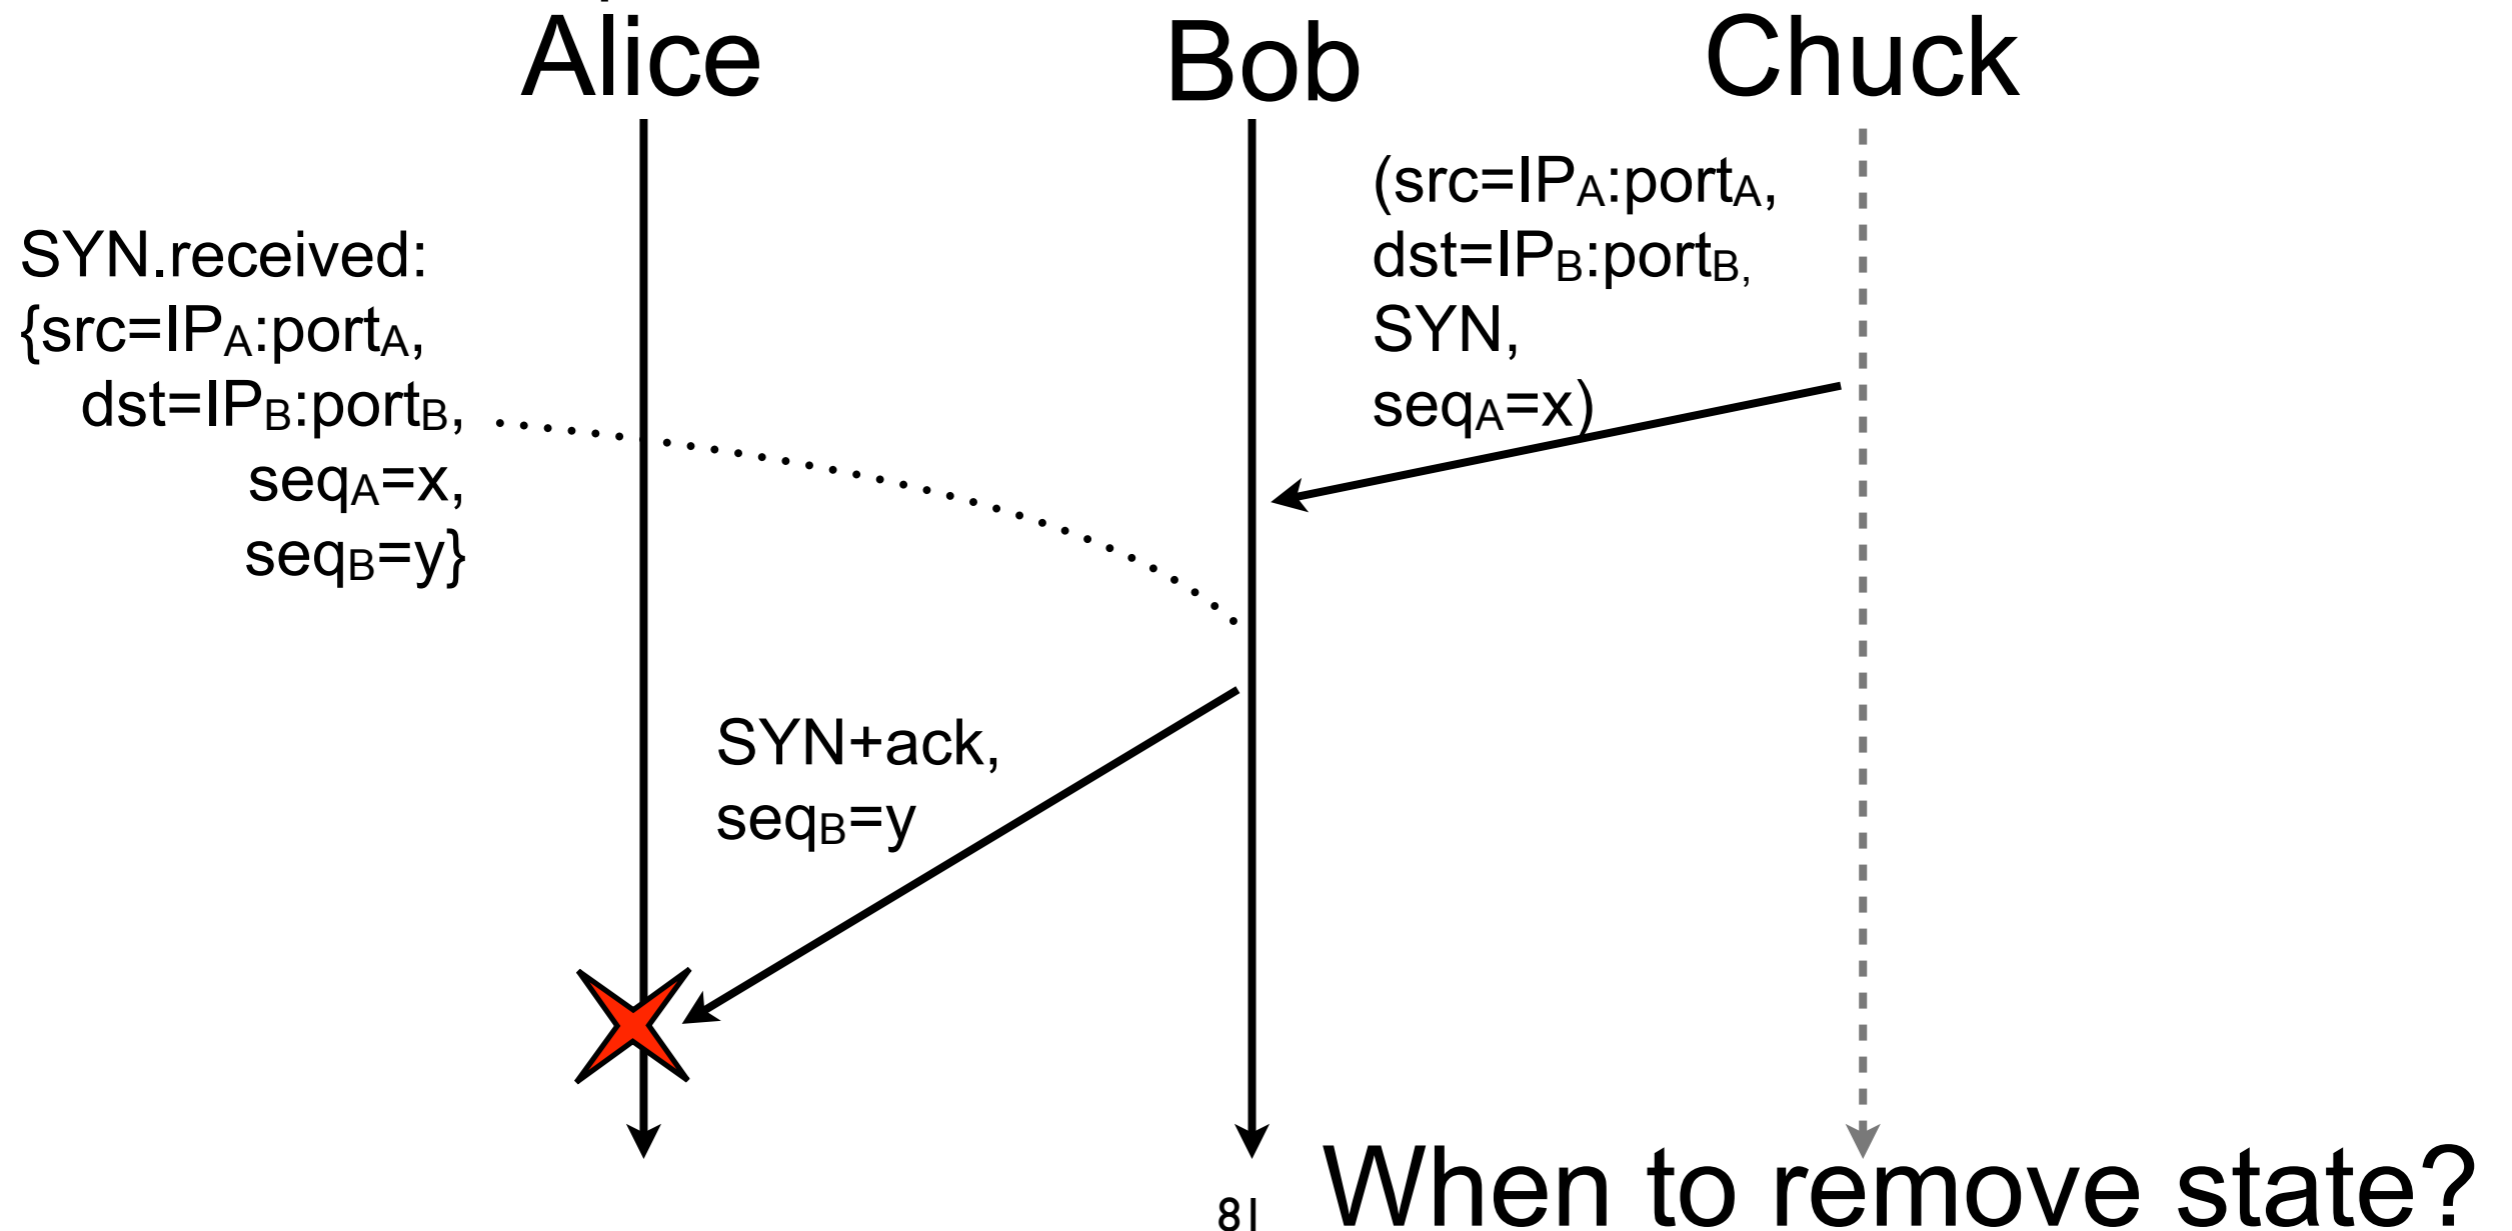 Alice
Bob
Chuck
(src=IPA:portA,
dst=IPB:portB,
SYN,
seqA=x)
SYN.received:
{src=IPA:portA,
dst=IPB:portB,
seqA=x,
seqB=y}
SYN+ack,
seqB=y
When to remove state?
81